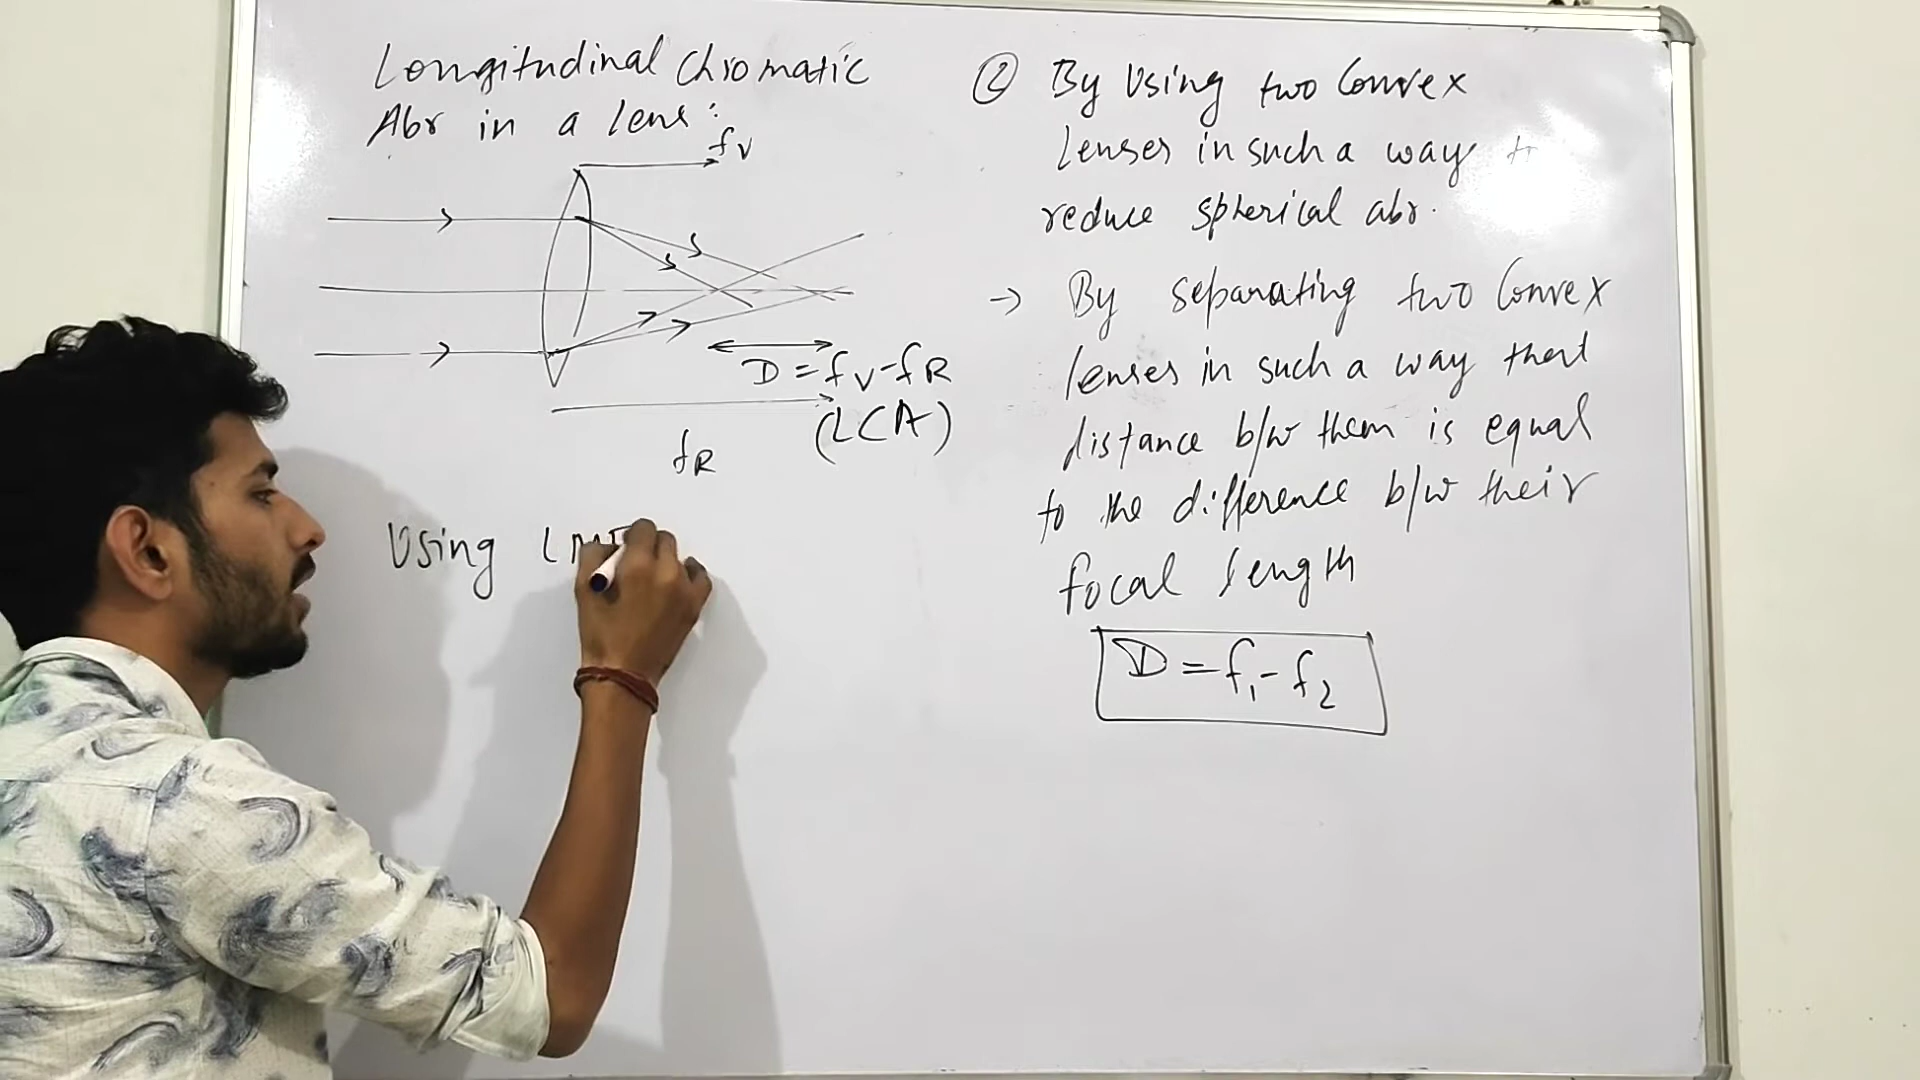 Longitudinal Chromatic
Abr in a lens:
fV
D = fV - fR
(LCA)
fR
Using
② By Using two Convex
lenses in such a way
reduce spherical abr.
→ By separating two Convex
lenses in such a way that
distance b/w them is equal
to the difference b/w their
focal length
D = f1 - f2